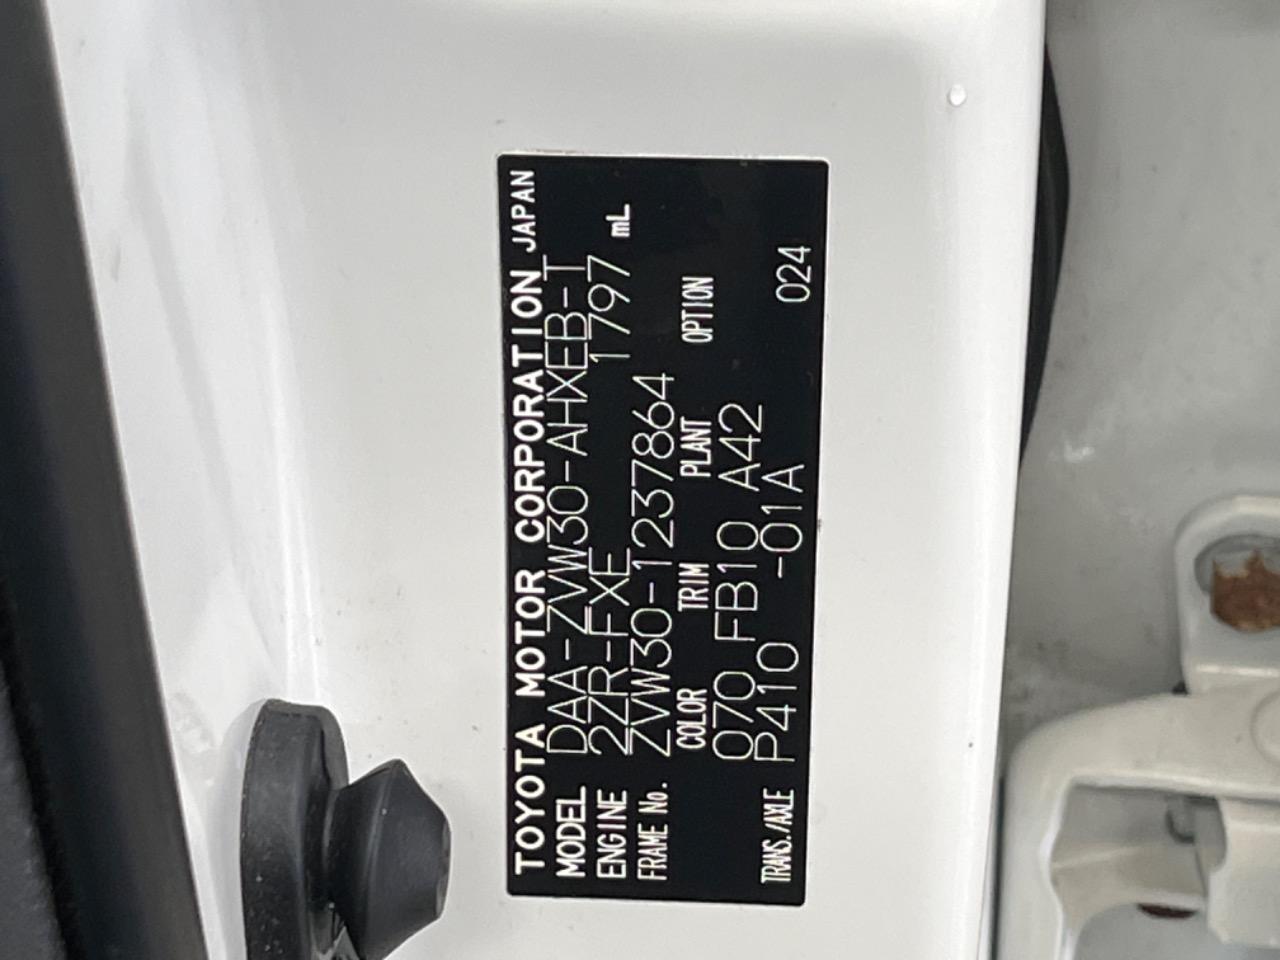 TOYOTA MOTOR CORPORATION JAPAN
MODEL DAA-ZVW30-AHXEB-T
ENGINE 2ZR-FXE 1797 mL
FRAME No. ZVW30-1237864
COLOR TRIM PLANT OPTION
070 FB10 A42
TRANS./AXLE P410 -01A 024